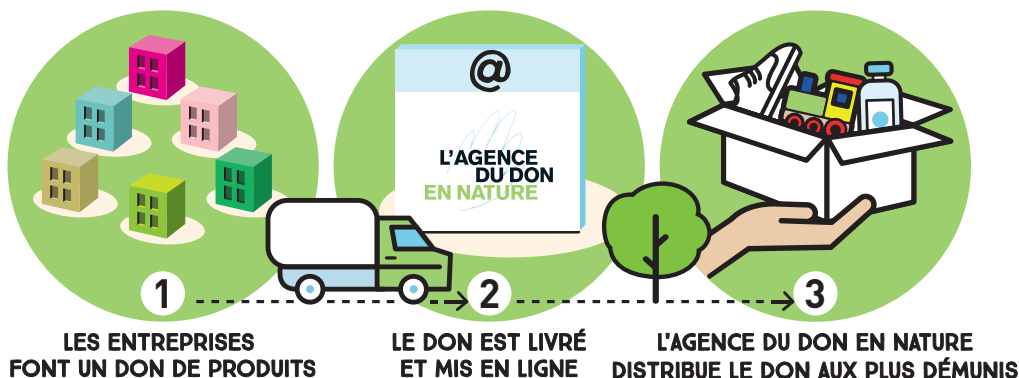 @
L'AGENCE
DU DON
EN NATURE
1
2
3
LES ENTREPRISES
FONT UN DON DE PRODUITS
LE DON EST LIVRÉ
ET MIS EN LIGNE
L'AGENCE DU DON EN NATURE
DISTRIBUE LE DON AUX PLUS DÉMUNIS